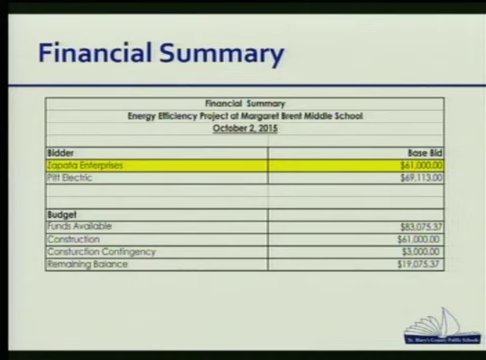 Financial Summary
Financial Summary
Energy Efficiency Project at Margaret Brent Middle School
October 2, 2015
Bidder Base Bid
Zapata Enterprises $61,000.00
Pitt Electric $69,113.00
Budget
Funds Available $83,075.37
Construction $61,000.00
Consturction Contingency $3,000.00
Remaining Balance $19,075.37
St. Mary's County Public Schools